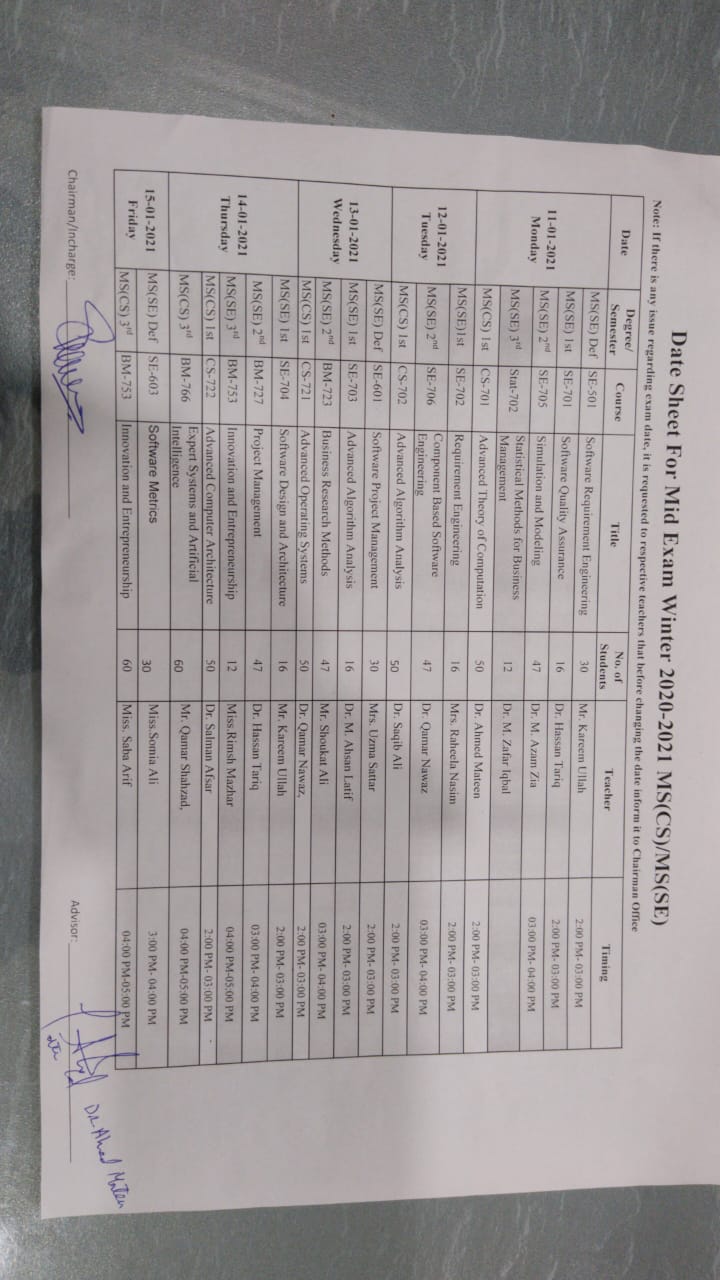 Date Sheet For Mid Exam Winter 2020-2021 MS(CS)/MS(SE)
Note: If there is any issue regarding exam date, it is requested to respective teachers that before changing the date inform it to Chairman Office
Date Degree/ Semester Course Title No. of Students Teacher Timing
11-01-2021 Monday
MS(SE) Def SE-501 Software Requirement Engineering 30 Mr. Kareem Ullah 2:00 PM- 03:00 PM
MS(SE) 1st SE-701 Software Quality Assurance 16 Dr. Hassan Tariq 2:00 PM- 03:00 PM
MS(SE) 2nd SE-705 Simulation and Modeling 47 Dr. M. Azam Zia 03:00 PM- 04:00 PM
MS(SE) 3rd Stat-702 Statistical Methods for Business Management 12 Dr. M. Zafar Iqbal
MS(CS) 1st CS-701 Advanced Theory of Computation 50 Dr. Ahmed Mateen 2:00 PM- 03:00 PM
12-01-2021 Tuesday
MS(SE)1st SE-702 Requirement Engineering 16 Mrs. Raheela Nasim 2:00 PM- 03:00 PM
MS(SE) 2nd SE-706 Component Based Software Engineering 47 Dr. Qamar Nawaz 03:00 PM- 04:00 PM
MS(CS) 1st CS-702 Advanced Algorithm Analysis 50 Dr. Saqib Ali 2:00 PM- 03:00 PM
13-01-2021 Wednesday
MS(SE) Def SE-601 Software Project Management 30 Mrs. Uzma Sattar 2:00 PM- 03:00 PM
MS(SE) 1st SE-703 Advanced Algorithm Analysis 16 Dr. M. Ahsan Latif 2:00 PM- 03:00 PM
MS(SE) 2nd BM-723 Business Research Methods 47 Mr. Shoukat Ali 03:00 PM- 04:00 PM
MS(CS) 1st CS-721 Advanced Operating Systems 50 Dr. Qamar Nawaz, 2:00 PM- 03:00 PM
14-01-2021 Thursday
MS(SE) 1st SE-704 Software Design and Architecture 16 Mr. Kareem Ullah 2:00 PM- 03:00 PM
MS(SE) 2nd BM-727 Project Management 47 Dr. Hassan Tariq 03:00 PM- 04:00 PM
MS(SE) 3rd BM-753 Innovation and Entrepreneurship 12 Miss.Rimsh Mazhar 04:00 PM-05:00 PM
MS(CS) 1st CS-722 Advanced Computer Architecture 50 Dr. Salman Afsar 2:00 PM- 03:00 PM
MS(CS) 3rd BM-766 Expert Systems and Artificial Intelligence 60 Mr. Qamar Shahzad, 04:00 PM-05:00 PM
15-01-2021 Friday
MS(SE) Def SE-603 Software Metrics 30 Miss.Somia Ali 3:00 PM- 04:00 PM
MS(CS) 3rd BM-753 Innovation and Entrepreneurship 60 Miss. Saba Arif 04:00 PM-05:00 PM
Chairman/Incharge: Advisor: